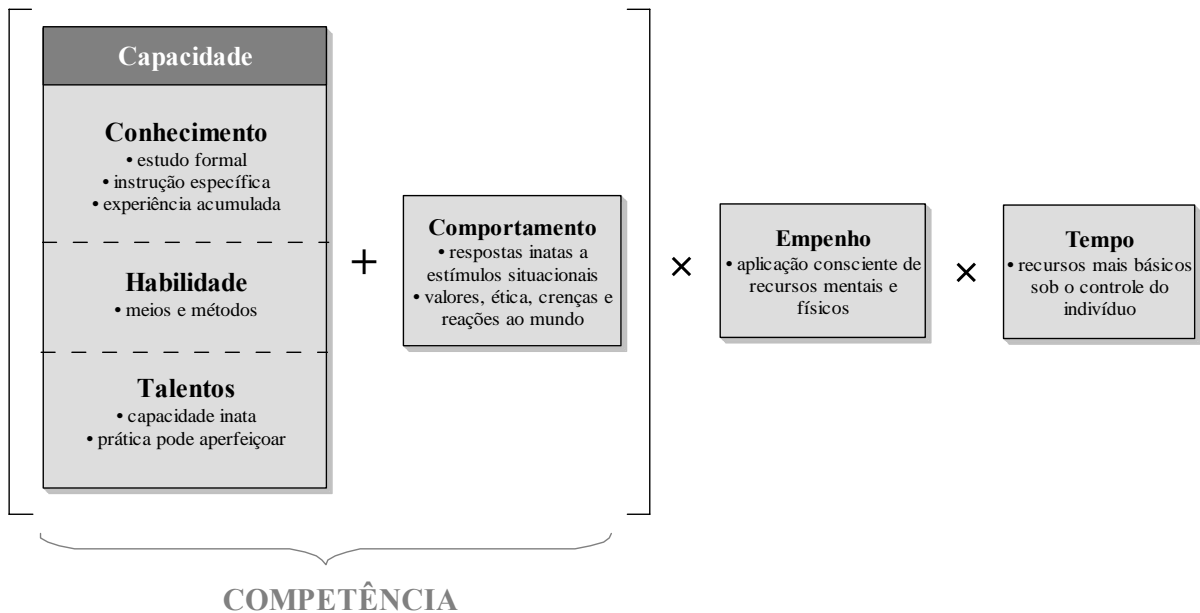 Capacidade
Conhecimento
• estudo formal
• instrução específica
• experiência acumulada
Habilidade
• meios e métodos
Talentos
• capacidade inata
• prática pode aperfeiçoar
+
Comportamento
• respostas inatas a
estímulos situacionais
• valores, ética, crenças e
reações ao mundo
×
Empenho
• aplicação consciente de
recursos mentais e
físicos
×
Tempo
• recursos mais básicos
sob o controle do
indivíduo
COMPETÊNCIA